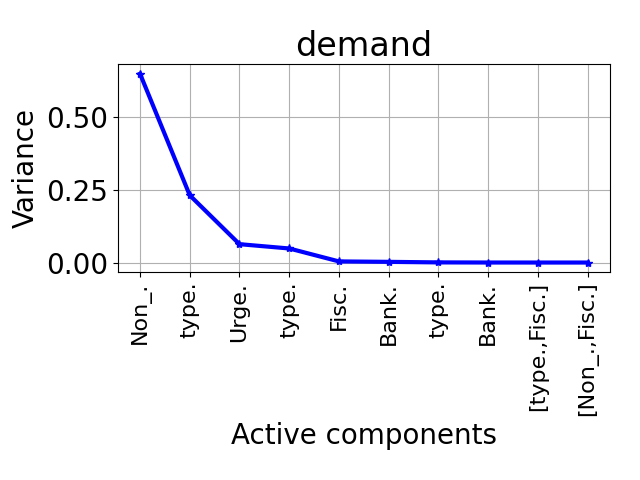 demand
Variance
0.50
0.25
0.00
Non_.
type.
Urge.
type.
Fisc.
Bank.
type.
Bank.
[type.,Fisc.]
[Non_.,Fisc.]
Active components